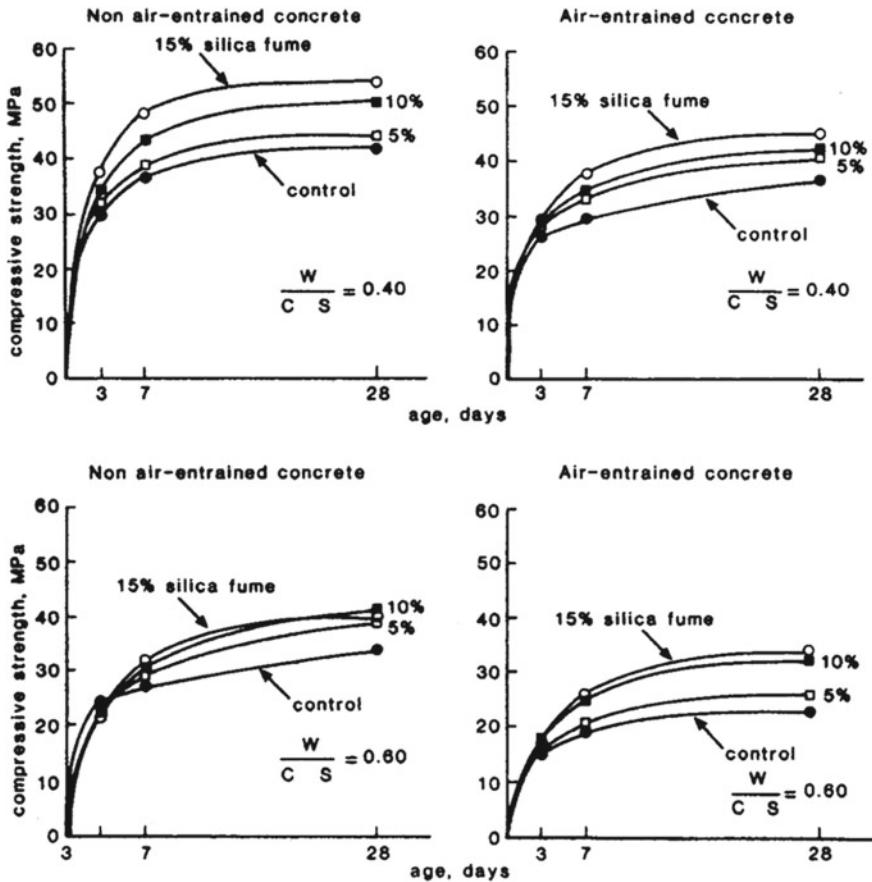 Non air-entrained concrete
15% silica fume
60
50
40
30
20
10
0
compressive strength, MPa
10%
5%
control
W
C S = 0.40
3 7 28
Air-entrained concrete
60
50
40
30
20
10
0
15% silica fume
10%
5%
control
W
C S = 0.40
3 7 28
age, days
Non air-entrained concrete
60
50
40
30
20
10
0
compressive strength, MPa
15% silica fume
10%
5%
control
W
C S = 0.60
3 7 28
Air-entrained concrete
60
50
40
30
20
10
0
15% silica fume
10%
5%
control
W
C S = 0.60
3 7 28
age, days